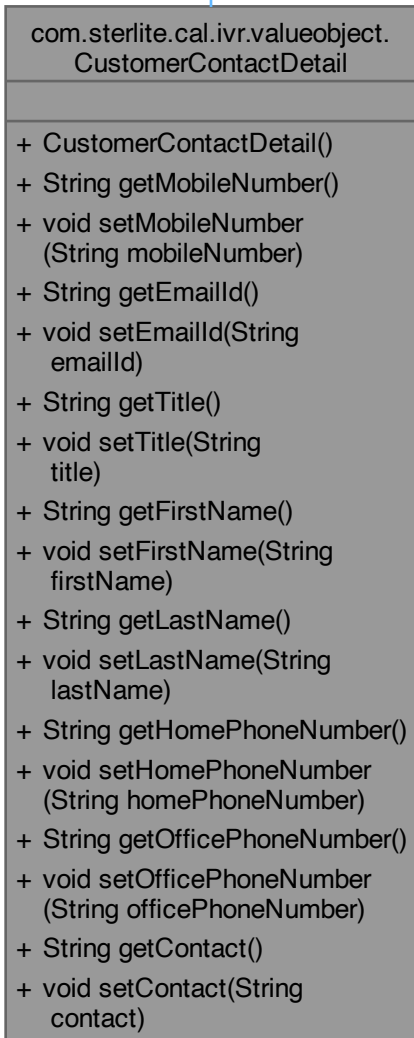 com.sterlite.cal.ivr.valueobject.
CustomerContactDetail
+ CustomerContactDetail()
+ String getMobileNumber()
+ void setMobileNumber
(String mobileNumber)
+ String getEmailId()
+ void setEmailId(String
emailId)
+ String getTitle()
+ void setTitle(String
title)
+ String getFirstName()
+ void setFirstName(String
firstName)
+ String getLastName()
+ void setLastName(String
lastName)
+ String getHomePhoneNumber()
+ void setHomePhoneNumber
(String homePhoneNumber)
+ String getOfficePhoneNumber()
+ void setOfficePhoneNumber
(String officePhoneNumber)
+ String getContact()
+ void setContact(String
contact)